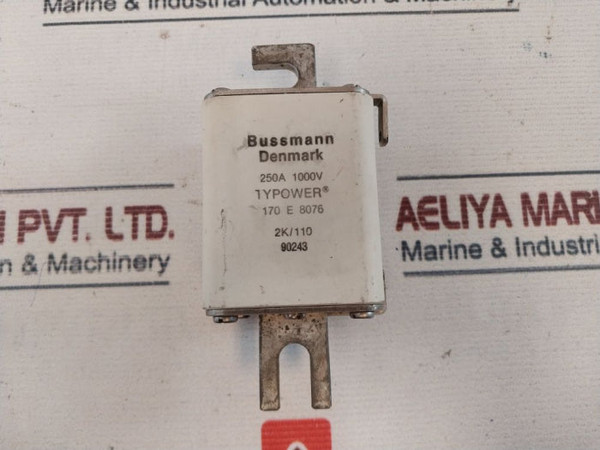 Marine & Industrial Automation & Machinery
Bussmann
Denmark
250A 1000V
TYPOWER®
170 E 8076
2K/110
90243
PVT. LTD.
& Machinery
AELIYA MARI
Marine & Industri